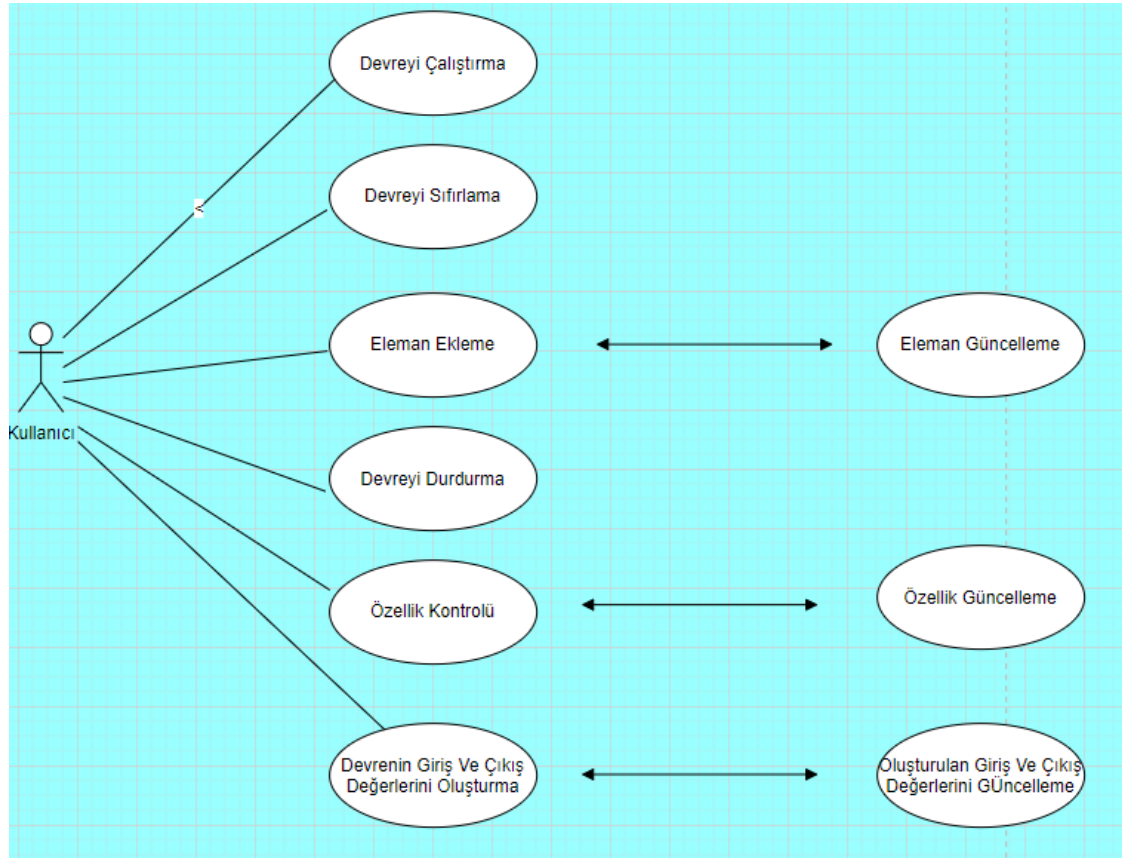 Devreyi Çalıştırma
<
Devreyi Sıfırlama
Eleman Ekleme
Eleman Güncelleme
Kullanıcı
Devreyi Durdurma
Özellik Kontrolü
Özellik Güncelleme
Devrenin Giriş Ve Çıkış
Değerlerini Oluşturma
Oluşturulan Giriş Ve Çıkış
Değerlerini GÜncelleme